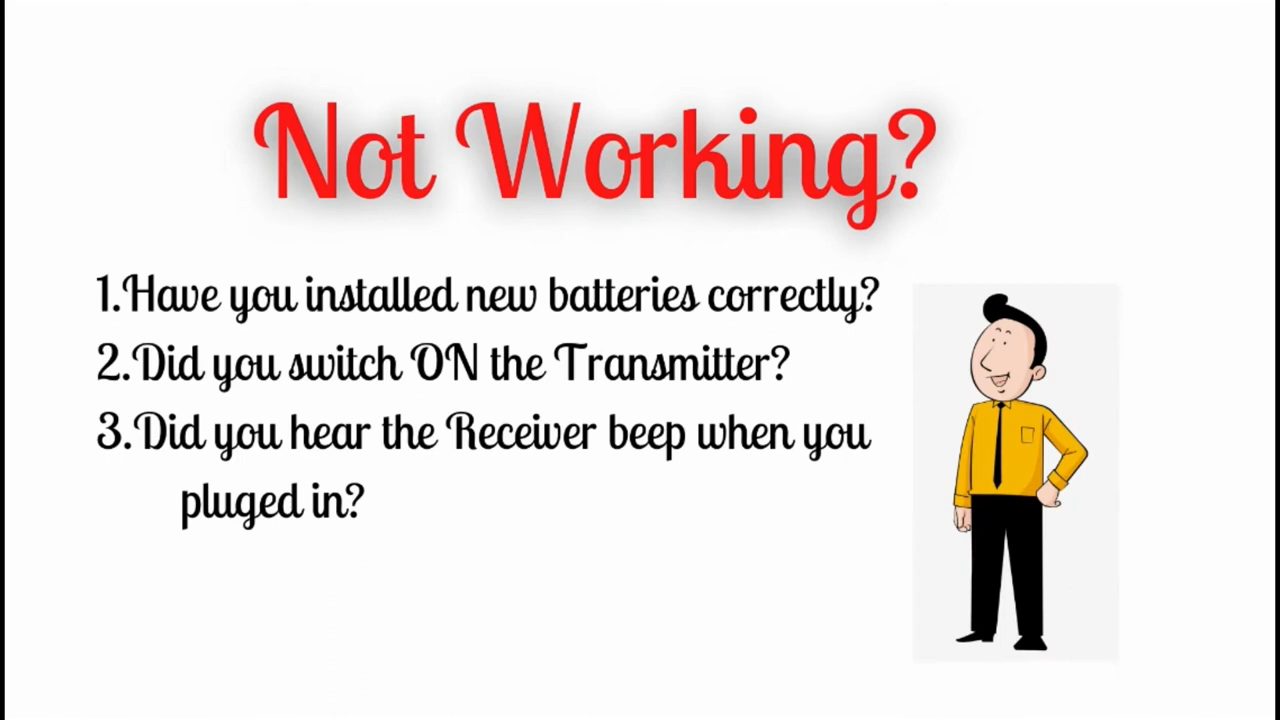 Not Working?
1.Have you installed new batteries correctly?
2.Did you switch ON the Transmitter?
3.Did you hear the Receiver beep when you
pluged in?